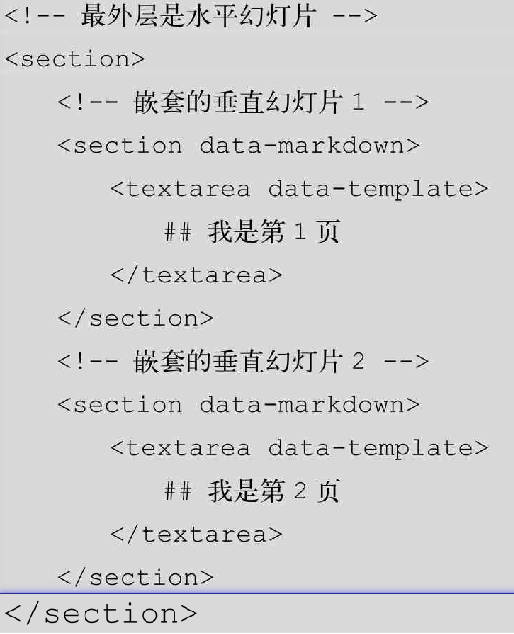 <!-- 最外层是水平幻灯片 -->
<section>
    <!-- 嵌套的垂直幻灯片 1 -->
    <section data-markdown>
        <textarea data-template>
            ## 我是第 1 页
        </textarea>
    </section>
    <!-- 嵌套的垂直幻灯片 2 -->
    <section data-markdown>
        <textarea data-template>
            ## 我是第 2 页
        </textarea>
    </section>
</section>